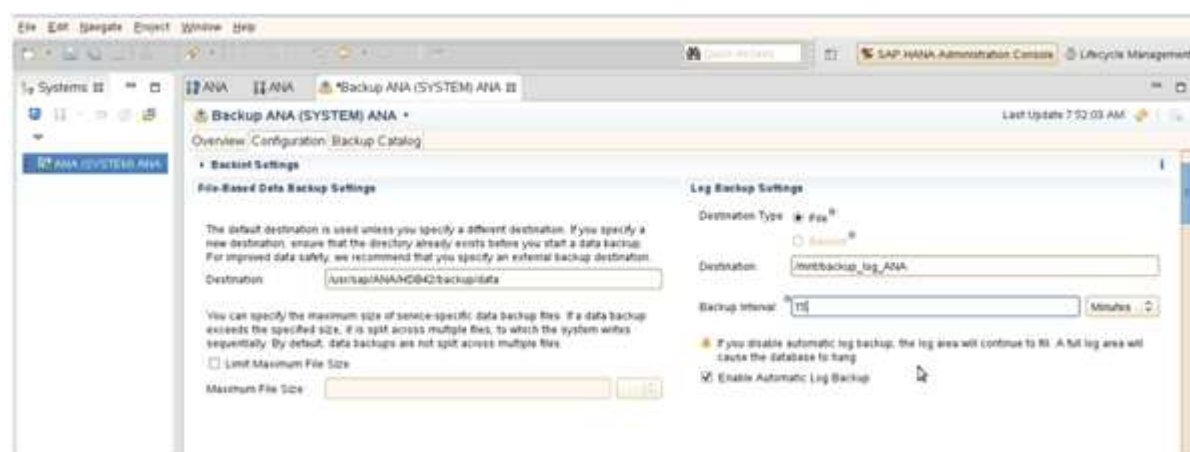 File Edit Navigate Project Window Help
Quick Access
SAP HANA Administration Console
Lifecycle Management
Systems
ANA
ANA
*Backup ANA (SYSTEM) ANA
Backup ANA (SYSTEM) ANA
Last Update 7:52:03 AM
ANA (SYSTEM) ANA
Overview Configuration Backup Catalog
Backint Settings
File-Based Data Backup Settings
The default destination is used unless you specify a different destination. If you specify a
new destination, ensure that the directory already exists before you start a data backup.
For improved data safety, we recommend that you specify an external backup destination.
Destination: /usr/sap/ANA/HDB42/backup/data
You can specify the maximum size of service-specific data backup files. If a data backup
exceeds the specified size, it is split across multiple files, to which the system writes
sequentially. By default, data backups are not split across multiple files.
Limit Maximum File Size
Maximum File Size:
Log Backup Settings
Destination Type: File
Backint
Destination: /mnt/backup_log_ANA
Backup Interval: 15 Minutes
If you disable automatic log backup, the log area will continue to fill. A full log area will
cause the database to hang.
Enable Automatic Log Backup